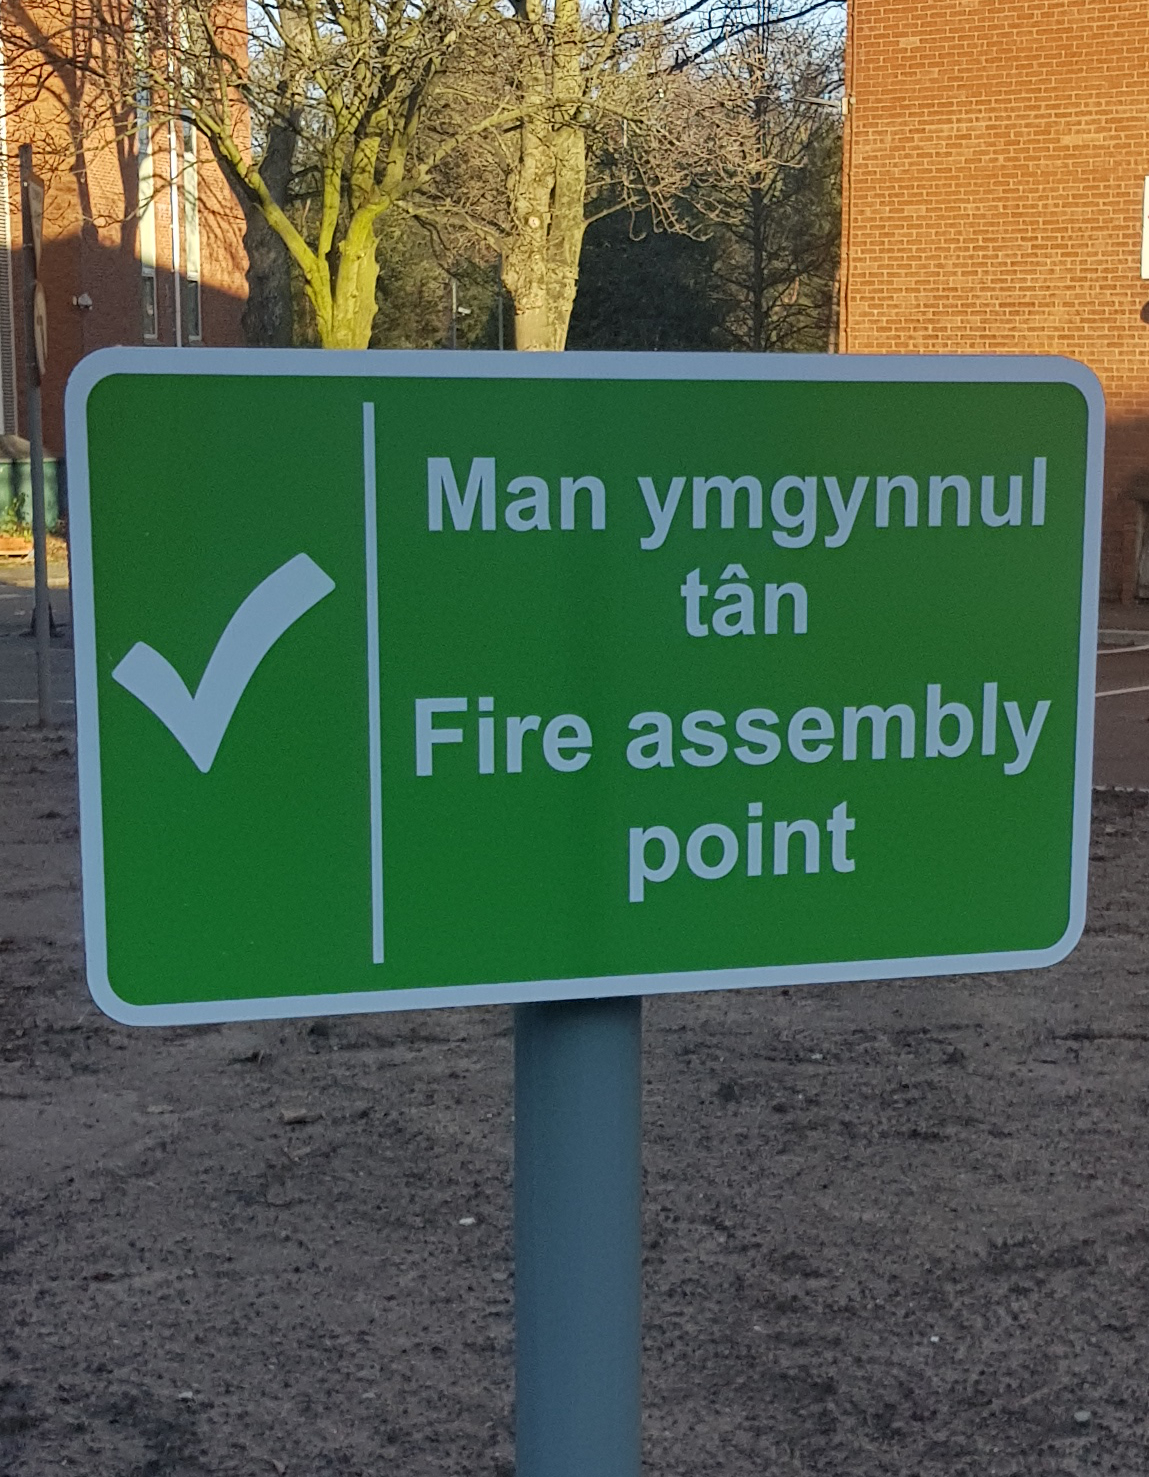 Man ymgynnul
tân
Fire assembly
point